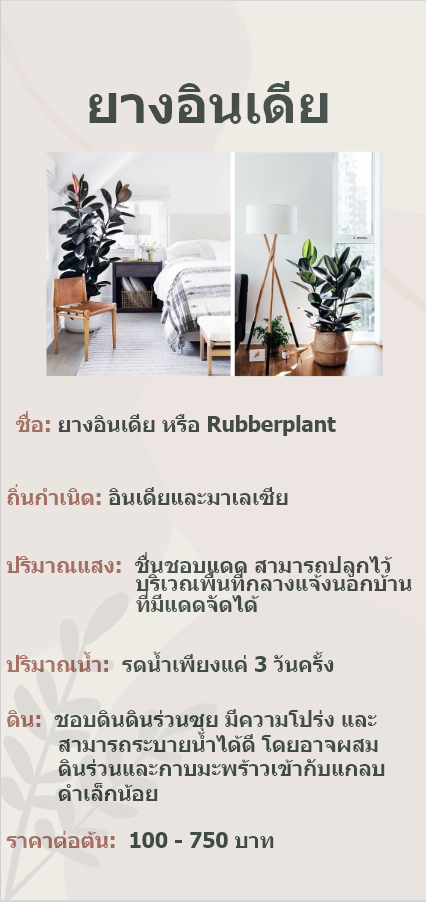 ยางอินเดีย
ชื่อ: ยางอินเดีย หรือ Rubberplant
ถิ่นกำเนิด: อินเดียและมาเลเซีย
ปริมาณแสง: ชื่นชอบแดด สามารถปลูกไว้
บริเวณพื้นที่กลางแจ้งนอกบ้าน
ที่มีแดดจัดได้
ปริมาณน้ำ: รดน้ำเพียงแค่ 3 วันครั้ง
ดิน: ชอบดินดินร่วนซุย มีความโปร่ง และ
สามารถระบายน้ำได้ดี โดยอาจผสม
ดินร่วนและกาบมะพร้าวเข้ากับแกลบ
ดำเล็กน้อย
ราคาต่อต้น: 100 - 750 บาท